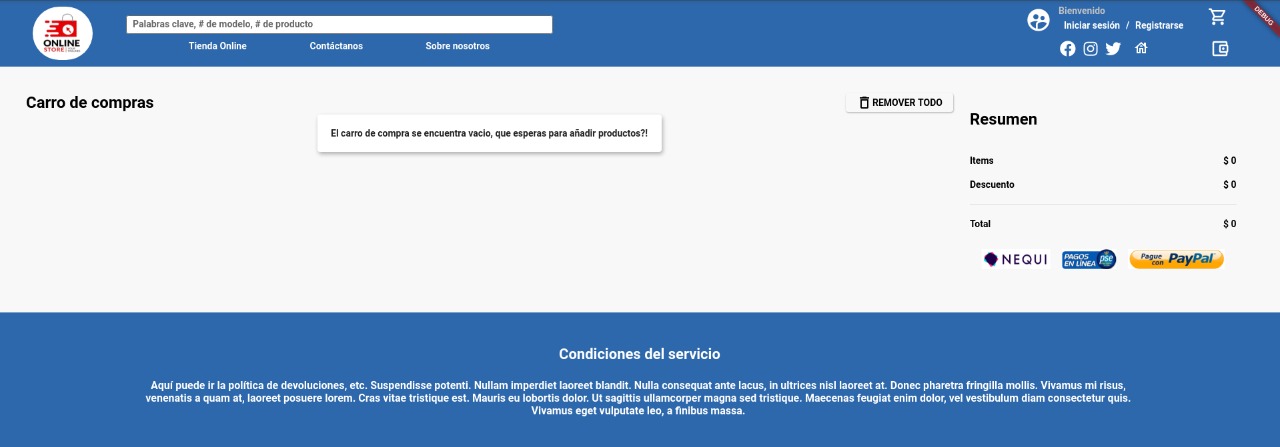 Palabras clave, # de modelo, # de producto
Bienvenido
Iniciar sesión / Registrarse
DEBUG
ONLINE
STORE
Tienda Online
Contáctanos
Sobre nosotros
Carro de compras
REMOVER TODO
El carro de compra se encuentra vacio, que esperas para añadir productos?!
Resumen
Items $ 0
Descuento $ 0
Total $ 0
NEQUI
PAGOS
EN LÍNEA
pse
Pague
con
PayPal
Condiciones del servicio
Aquí puede ir la política de devoluciones, etc. Suspendisse potenti. Nullam imperdiet laoreet blandit. Nulla consequat ante lacus, in ultrices nisl laoreet at. Donec pharetra fringilla mollis. Vivamus mi risus,
venenatis a quam at, laoreet posuere lorem. Cras vitae tristique est. Mauris eu lobortis dolor. Ut sagittis ullamcorper magna sed tristique. Maecenas feugiat enim dolor, vel vestibulum diam consectetur quis.
Vivamus eget vulputate leo, a finibus massa.